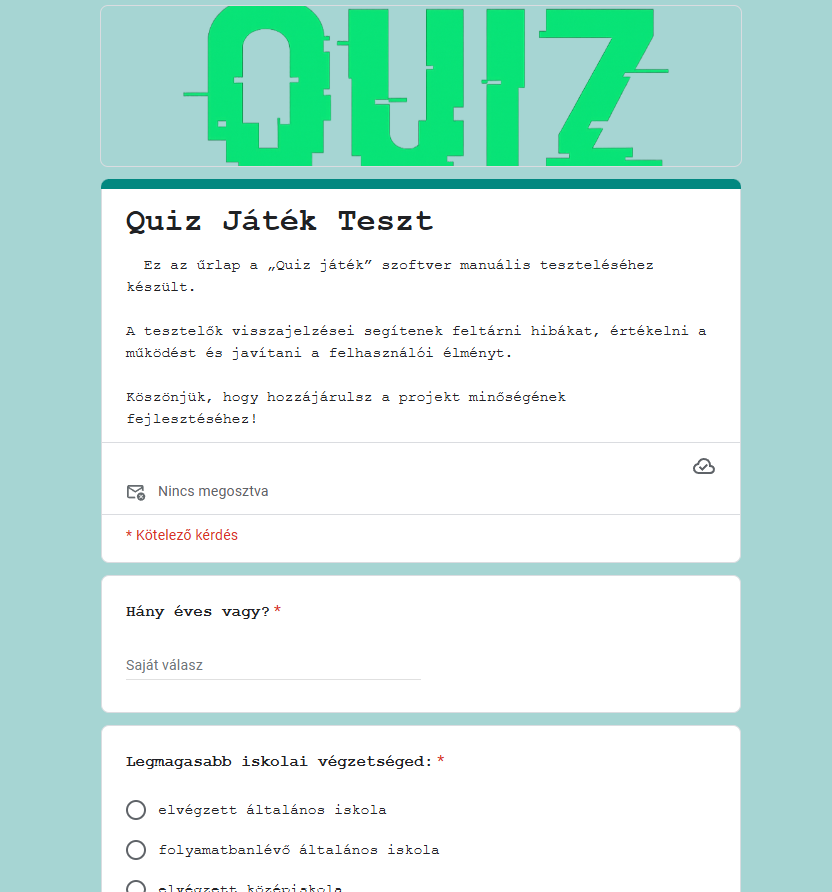 QUIZ
Quiz Játék Teszt
Ez az űrlap a „Quiz játék” szoftver manuális teszteléséhez
készült.
A tesztelők visszajelzései segítenek feltárni hibákat, értékelni a
működést és javítani a felhasználói élményt.
Köszönjük, hogy hozzájárulsz a projekt minőségének
fejlesztéséhez!
Nincs megosztva
* Kötelező kérdés
Hány éves vagy? *
Saját válasz
Legmagasabb iskolai végzetséged: *
elvégzett általános iskola
folyamatbanlévő általános iskola
elvégzett középiskola